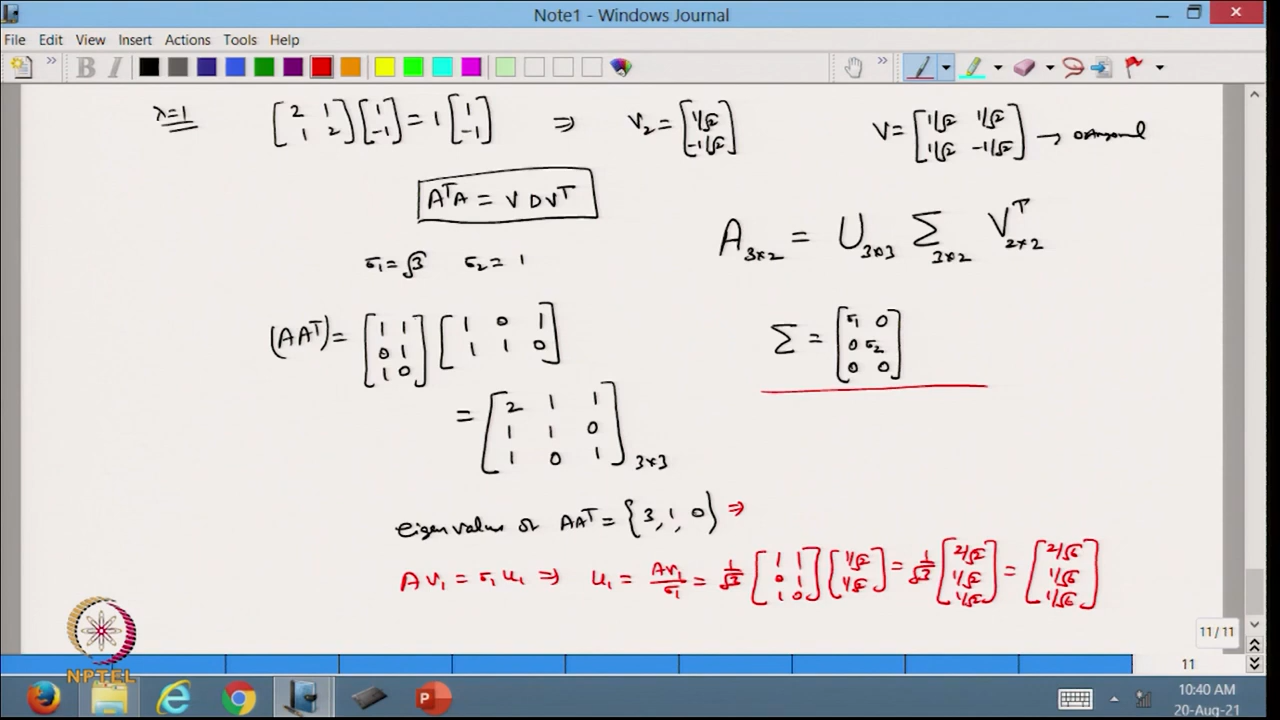 Note1 - Windows Journal
File Edit View Insert Actions Tools Help
λ=1 [2 1; 1 2] [1; -1] = 1 [1; -1] ⇒ V₂ = [1/√2; -1/√2] V = [1/√2 1/√2; 1/√2 -1/√2] →
AᵀA = V D Vᵀ
A₃ₓ₂ = U₃ₓ₃ Σ₃ₓ₂ Vᵀ₂ₓ₂
σ₁ = √3 σ₂ = 1
(AAᵀ) = [1 1; 0 1; 1 0] [1 0 1; 1 1 0]
Σ = [σ₁ 0; 0 σ₂; 0 0]
= [2 1 1; 1 1 0; 1 0 1]₃ₓ₃
eigen values of AAᵀ = {3, 1, 0} ⇒
A v₁ = σ₁ u₁ ⇒ u₁ = Av₁/σ₁ = 1/√3 [1 1; 0 1; 1 0] [1/√2; 1/√2] = 1/√3 [2/√2; 1/√2; 1/√2] = [2/√6; 1/√6; 1/√6]
NPTEL
11 / 11
11
10:40 AM
20-Aug-21